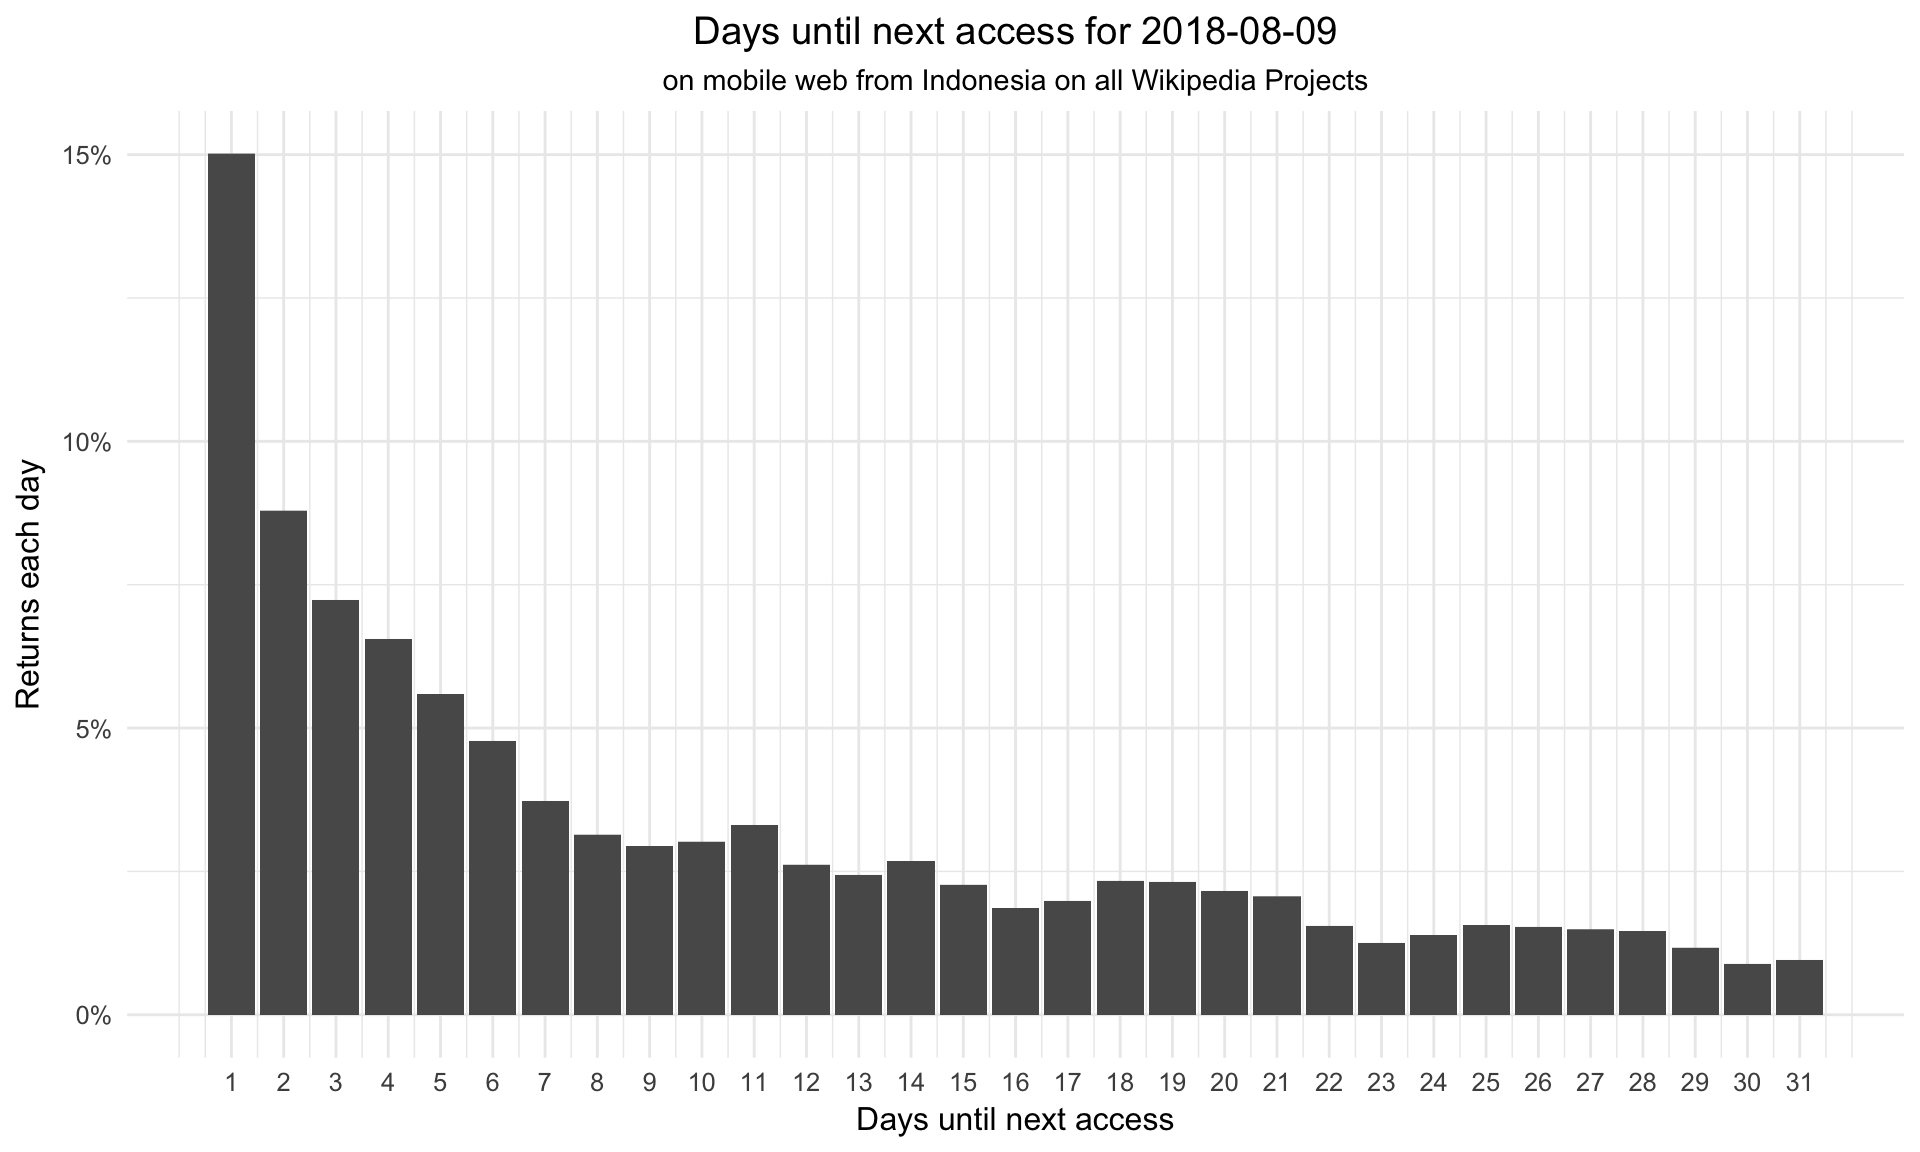 Days until next access for 2018-08-09
on mobile web from Indonesia on all Wikipedia Projects
Returns each day
15%
10%
5%
0%
1 2 3 4 5 6 7 8 9 10 11 12 13 14 15 16 17 18 19 20 21 22 23 24 25 26 27 28 29 30 31
Days until next access